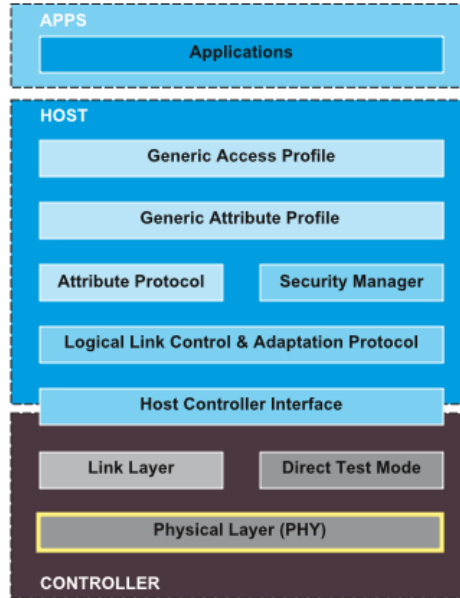 APPS
Applications
HOST
Generic Access Profile
Generic Attribute Profile
Attribute Protocol
Security Manager
Logical Link Control & Adaptation Protocol
Host Controller Interface
Link Layer
Direct Test Mode
Physical Layer (PHY)
CONTROLLER